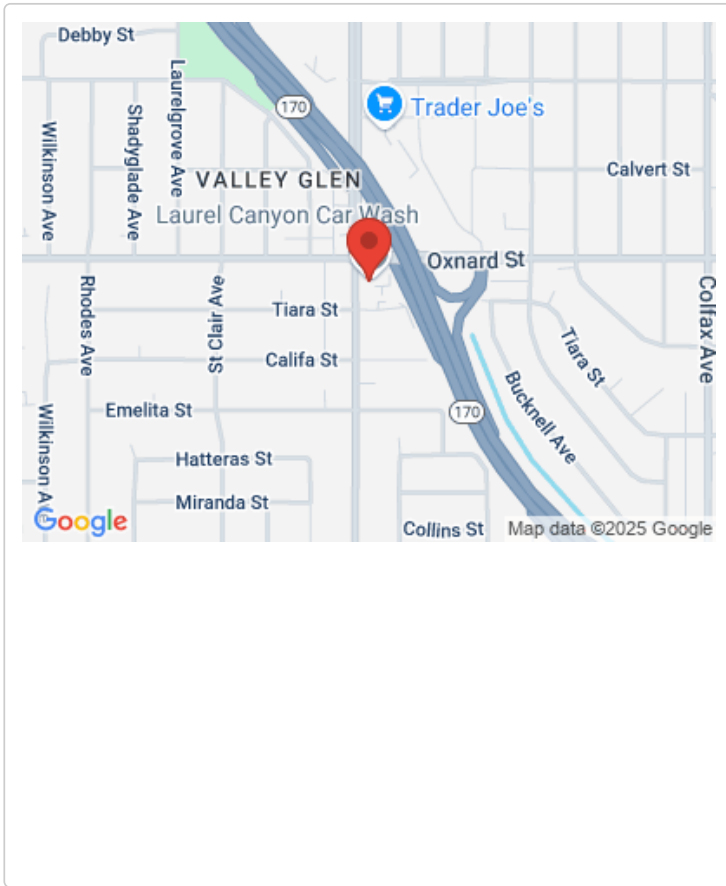 Debby St
Laurelgrove Ave
Wilkinson Ave
Shadyglade Ave
170
Trader Joe's
Calvert St
VALLEY GLEN
Laurel Canyon Car Wash
Oxnard St
Rhodes Ave
St Clair Ave
Tiara St
Colfax Ave
Califa St
Tiara St
Bucknell Ave
Wilkinson Av
Emelita St
170
Hatteras St
Miranda St
Google
Collins St
Map data ©2025 Google